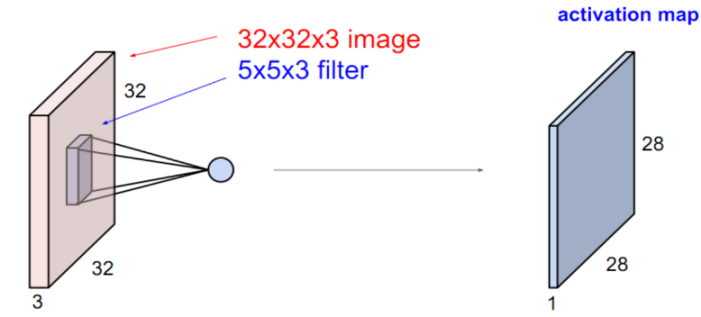 activation map
32x32x3 image
5x5x3 filter
32
28
32
28
3
1